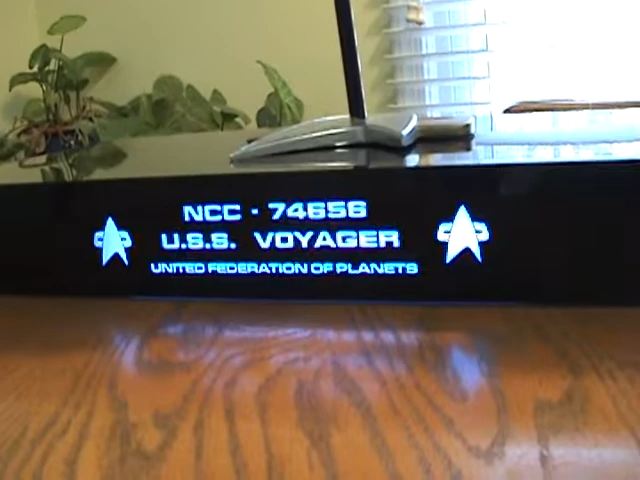 NCC · 74656
U.S.S. VOYAGER
UNITED FEDERATION OF PLANETS